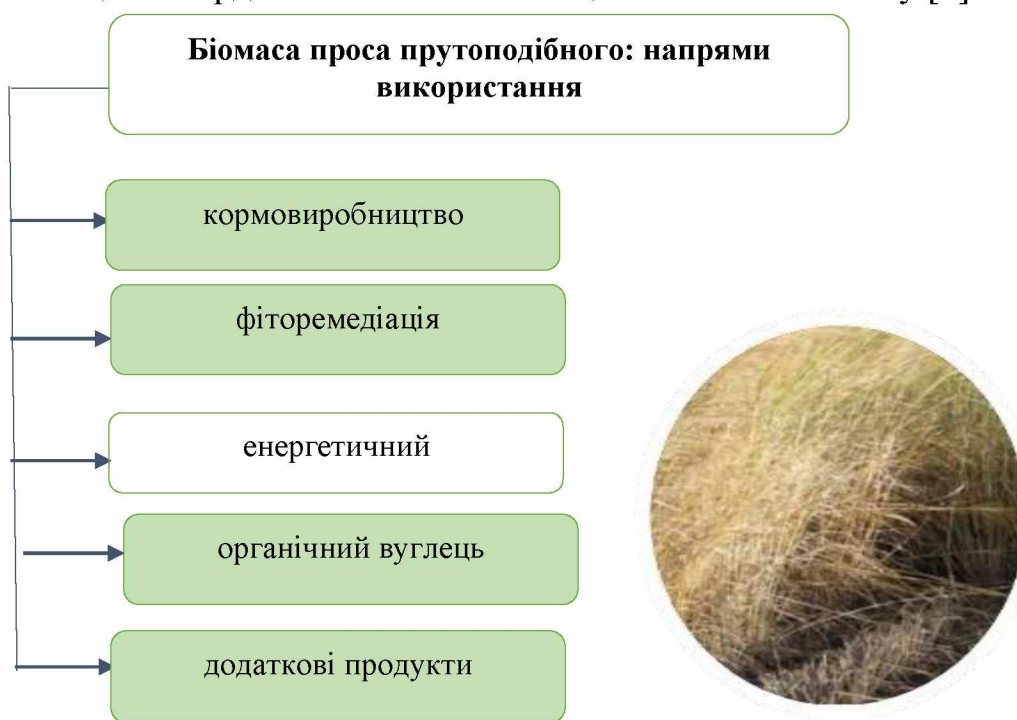 Біомаса проса прутоподібного: напрями
використання
кормовиробництво
фіторемедіація
енергетичний
органічний вуглець
додаткові продукти